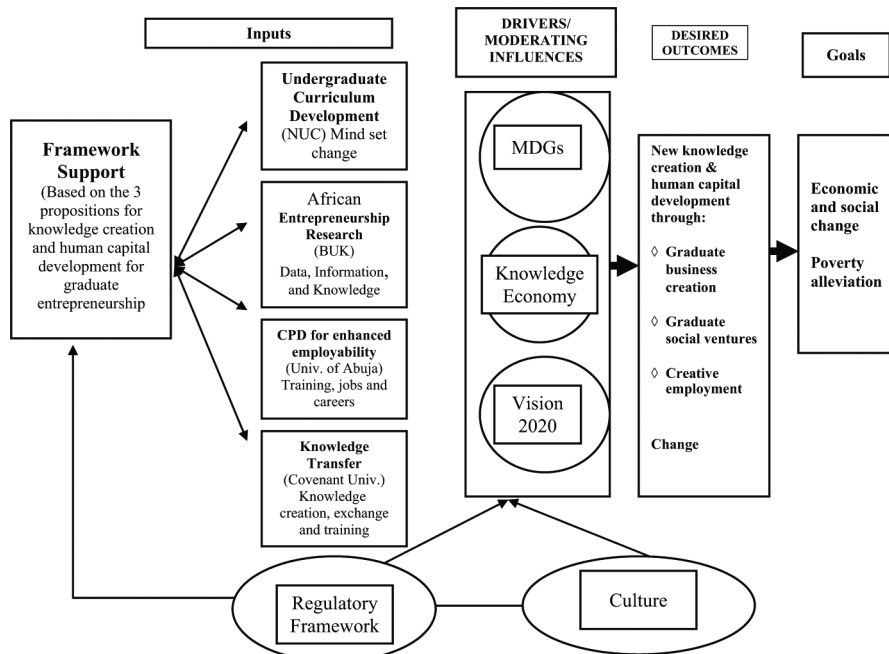 Inputs
DRIVERS/
MODERATING
INFLUENCES
DESIRED
OUTCOMES
Goals
Framework
Support
(Based on the 3
propositions for
knowledge creation
and human capital
development for
graduate
entrepreneurship
Undergraduate
Curriculum
Development
(NUC) Mind set
change
African
Entrepreneurship
Research
(BUK)
Data, Information,
and Knowledge
CPD for enhanced
employability
(Univ. of Abuja)
Training, jobs and
careers
Knowledge
Transfer
(Covenant Univ.)
Knowledge
creation, exchange
and training
MDGs
Knowledge
Economy
Vision
2020
New knowledge
creation &
human capital
development
through:
◊ Graduate
business
creation
◊ Graduate
social ventures
◊ Creative
employment
Change
Economic
and social
change
Poverty
alleviation
Regulatory
Framework
Culture